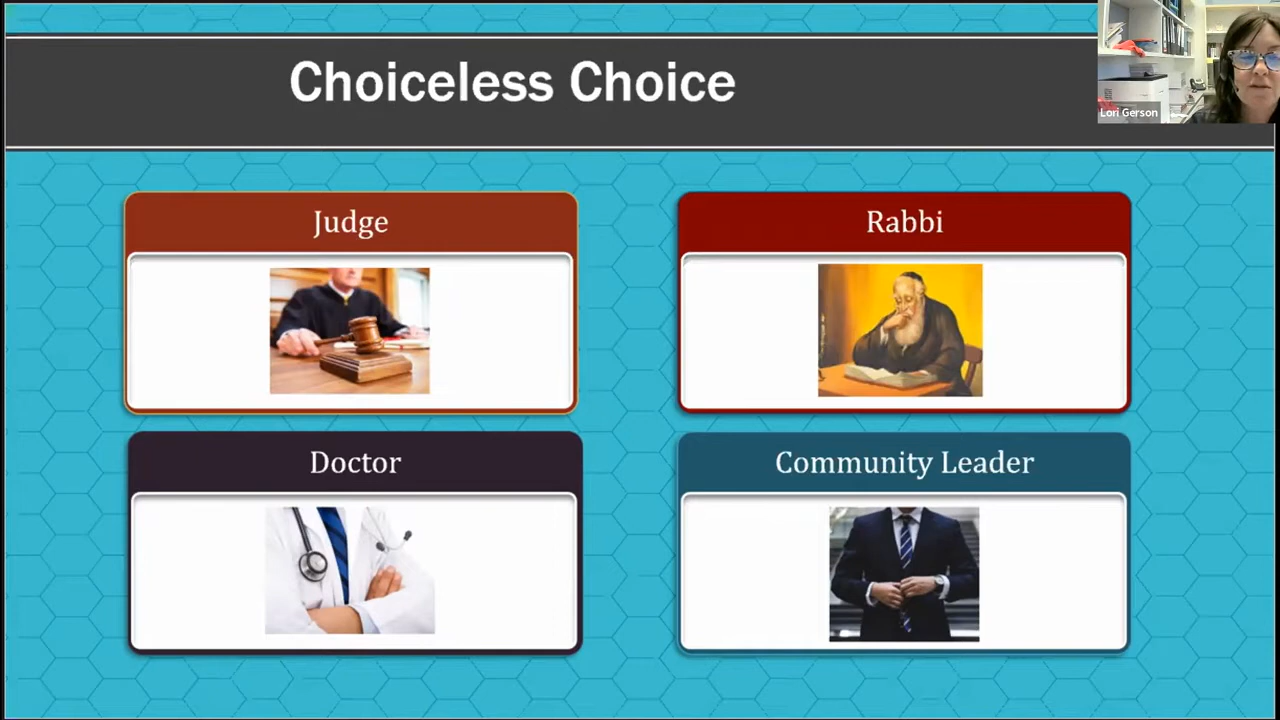 Choiceless Choice
Lori Gerson
Judge
Rabbi
Doctor
Community Leader